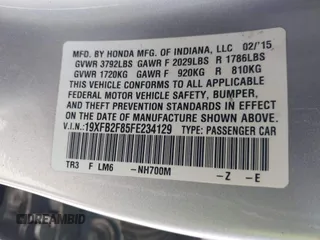 MFD. BY HONDA MFG. OF INDIANA, LLC 02/'15
GVWR 3792LBS GAWR F 2029LBS R 1786LBS
GVWR 1720KG GAWR F 920KG R 810KG
THIS VEHICLE CONFORMS TO ALL APPLICABLE
FEDERAL MOTOR VEHICLE SAFETY, BUMPER,
AND THEFT PREVENTION STANDARDS IN EFFECT ON
THE DATE OF MANUFACTURE SHOWN ABOVE.
V.I.N.: 19XFB2F85FE234129 TYPE: PASSENGER CAR
TR3 F LM6 -NH700M -Z -E
DREAMBID